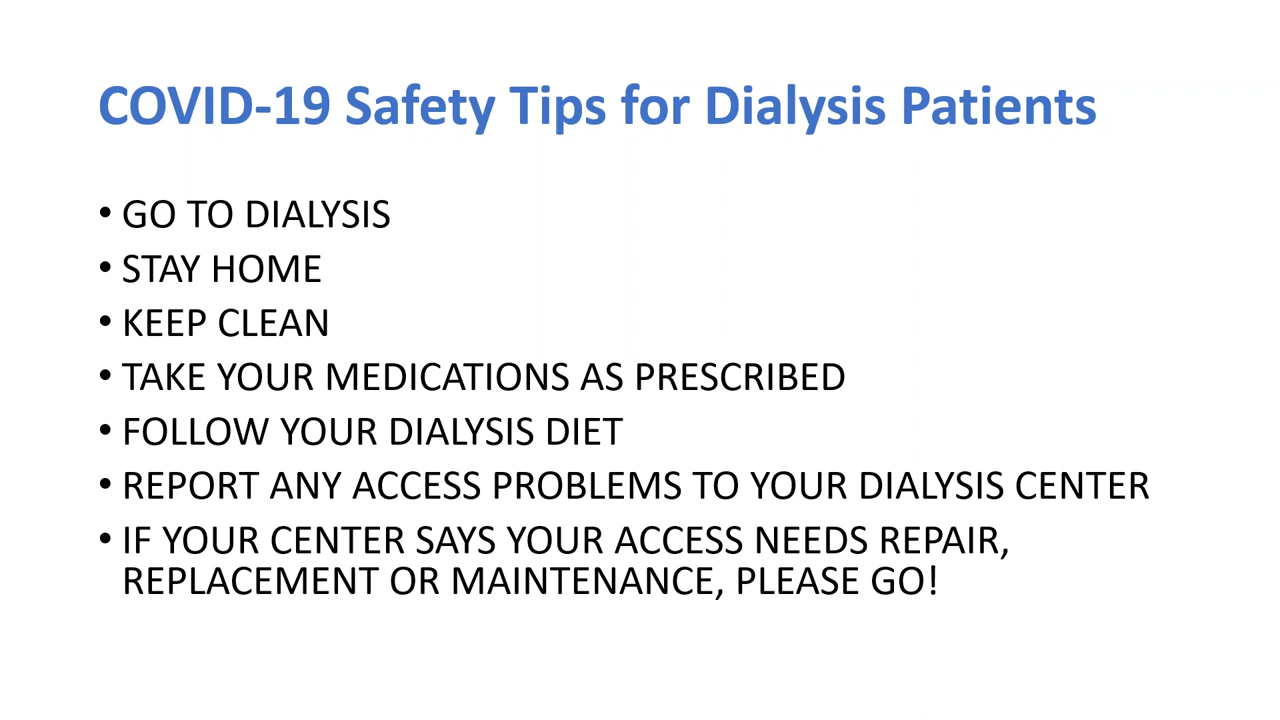 COVID-19 Safety Tips for Dialysis Patients
• GO TO DIALYSIS
• STAY HOME
• KEEP CLEAN
• TAKE YOUR MEDICATIONS AS PRESCRIBED
• FOLLOW YOUR DIALYSIS DIET
• REPORT ANY ACCESS PROBLEMS TO YOUR DIALYSIS CENTER
• IF YOUR CENTER SAYS YOUR ACCESS NEEDS REPAIR,
REPLACEMENT OR MAINTENANCE, PLEASE GO!